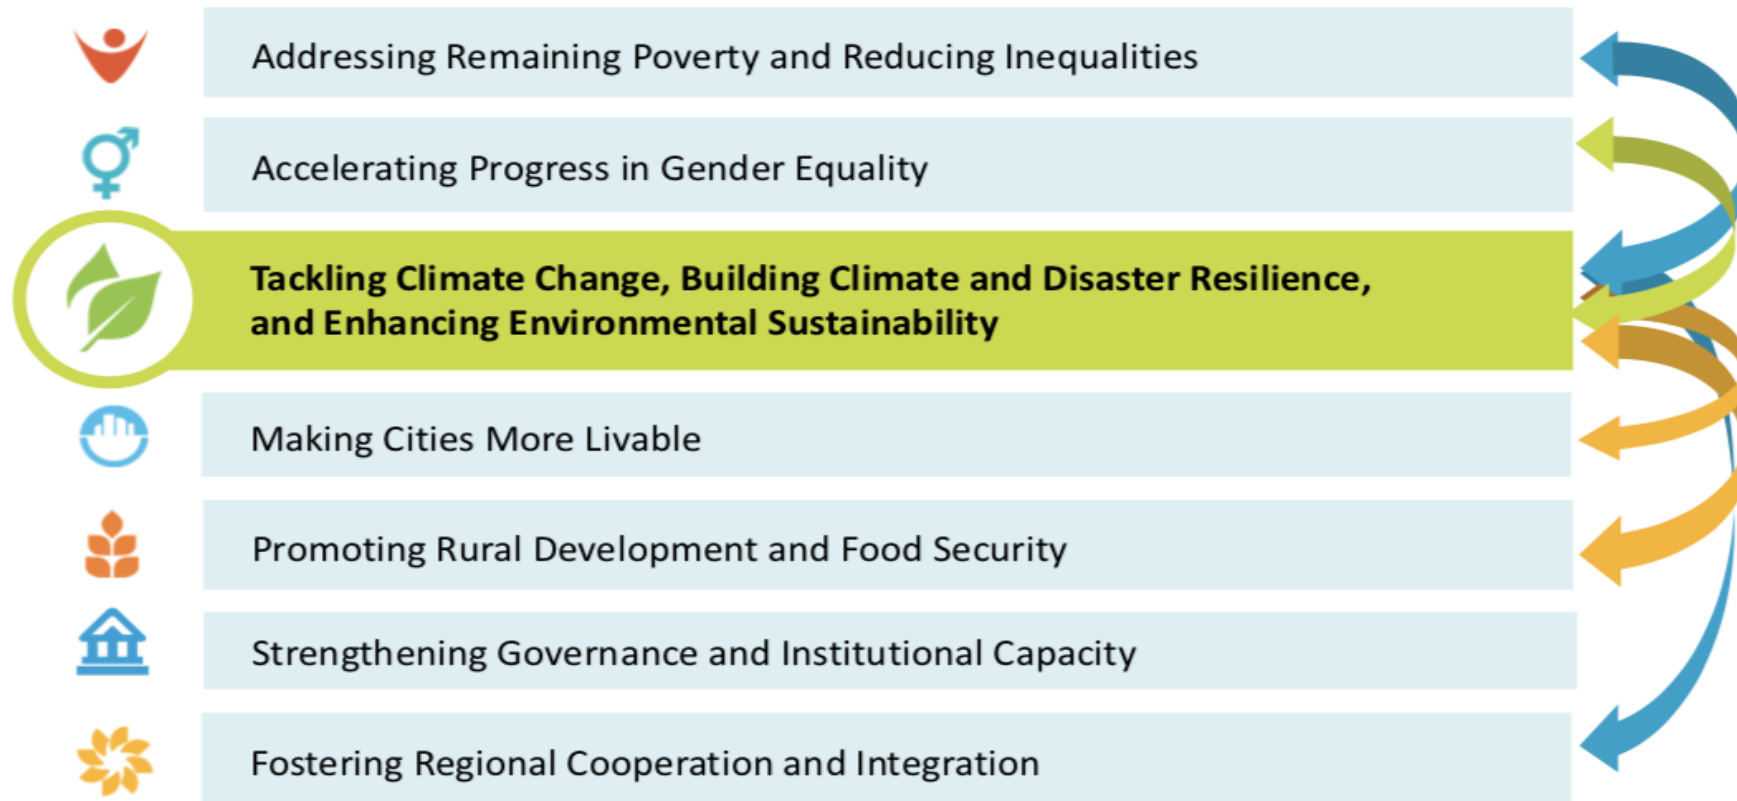 Addressing Remaining Poverty and Reducing Inequalities
Accelerating Progress in Gender Equality
Tackling Climate Change, Building Climate and Disaster Resilience,
and Enhancing Environmental Sustainability
Making Cities More Livable
Promoting Rural Development and Food Security
Strengthening Governance and Institutional Capacity
Fostering Regional Cooperation and Integration